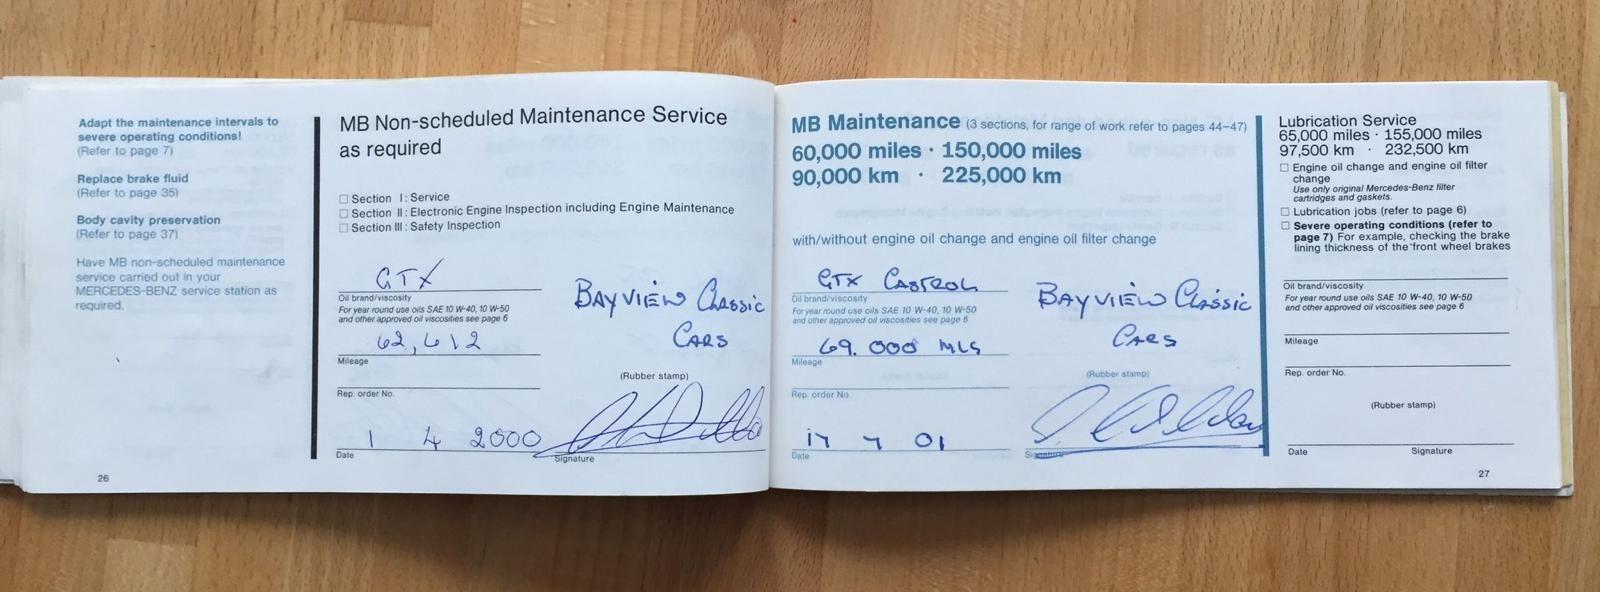 Adapt the maintenance intervals to
severe operating conditions!
(Refer to page 7)
Replace brake fluid
(Refer to page 35)
Body cavity preservation
(Refer to page 37)
Have MB non-scheduled maintenance
service carried out in your
MERCEDES-BENZ service station as
required.
26
MB Non-scheduled Maintenance Service
as required
Section I: Service
Section II: Electronic Engine Inspection including Engine Maintenance
Section III: Safety Inspection
GTX
Oil brand/viscosity
For year round use oils SAE 10 W-40, 10 W-50
and other approved oil viscosities see page 6
62,612
Mileage
Rep. order No.
1 4 2000
Date
BAYVIEW CLASSIC
CARS
(Rubber stamp)
Signature
MB Maintenance (3 sections, for range of work refer to pages 44–47)
60,000 miles · 150,000 miles
90,000 km · 225,000 km
with/without engine oil change and engine oil filter change
GTX CASTROL
Oil brand/viscosity
For year round use oils SAE 10 W-40, 10 W-50
and other approved oil viscosities see page 6
69.000 MLS
Mileage
Rep. order No.
17 7 01
Date
BAYVIEW CLASSIC
CARS
(Rubber stamp)
Signature
Lubrication Service
65,000 miles · 155,000 miles
97,500 km · 232,500 km
Engine oil change and engine oil filter
change
Use only original Mercedes-Benz filter
cartridges and gaskets.
Lubrication jobs (refer to page 6)
Severe operating conditions (refer to
page 7) For example, checking the brake
lining thickness of the front wheel brakes
Oil brand/viscosity
For year round use oils SAE 10 W-40, 10 W-50
and other approved oil viscosities see page 6
Mileage
Rep. order No.
(Rubber stamp)
Date Signature
27